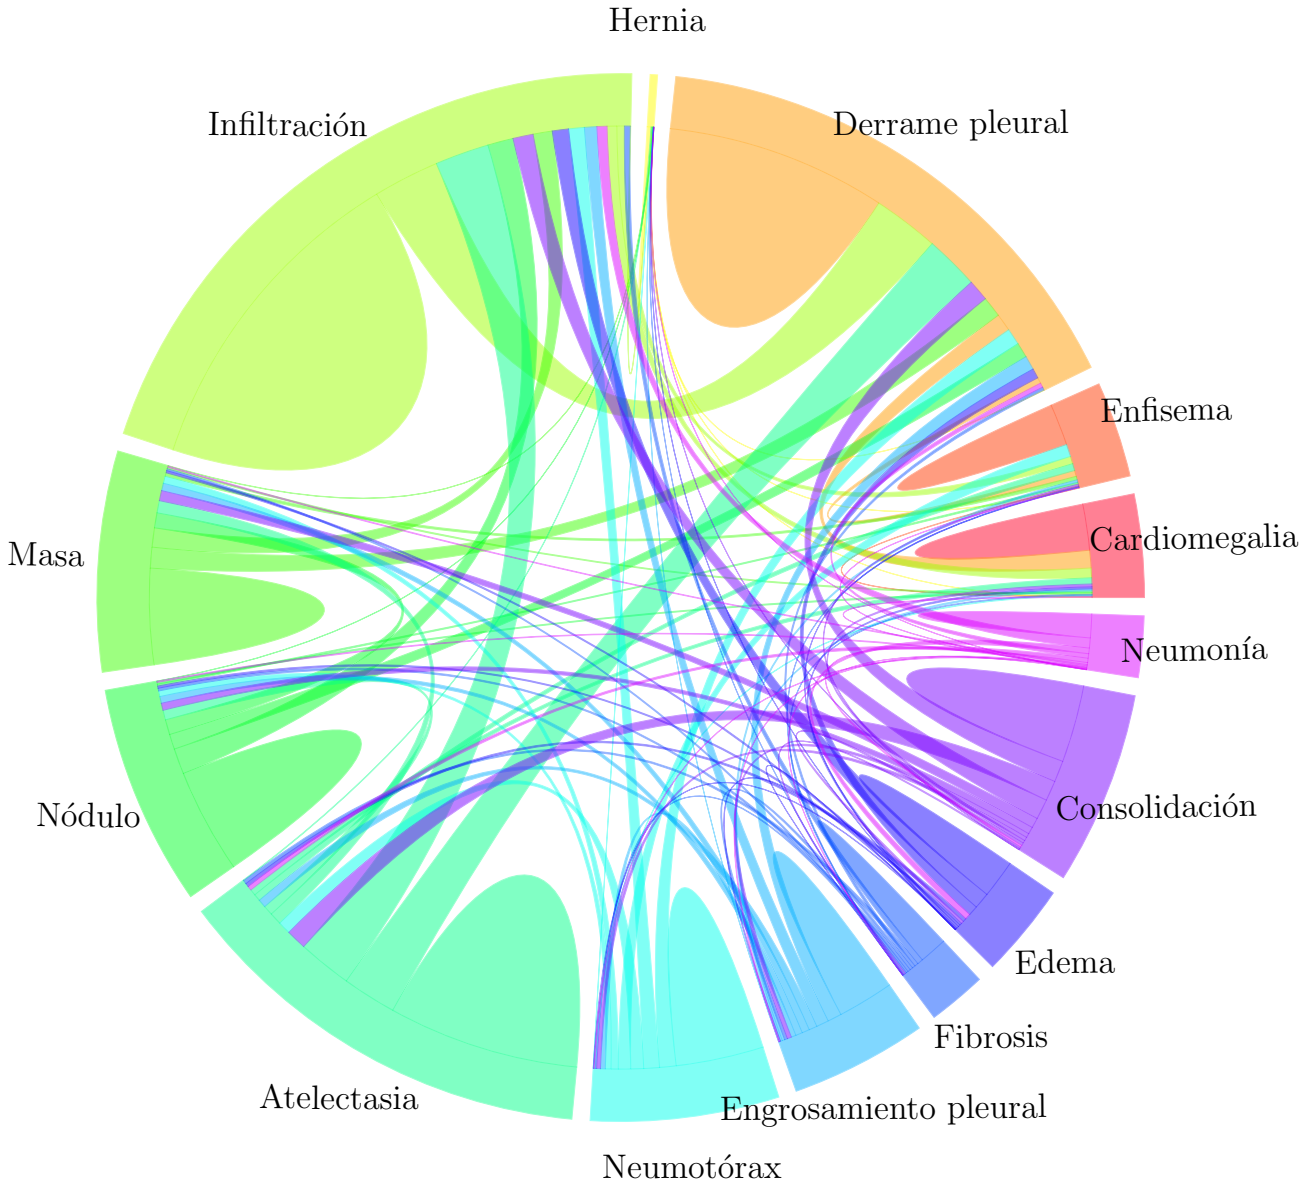 Hernia
Infiltración
Derrame pleural
Enfisema
Cardiomegalia
Masa
Neumonía
Nódulo
Consolidación
Edema
Fibrosis
Atelectasia
Engrosamiento pleural
Neumotórax